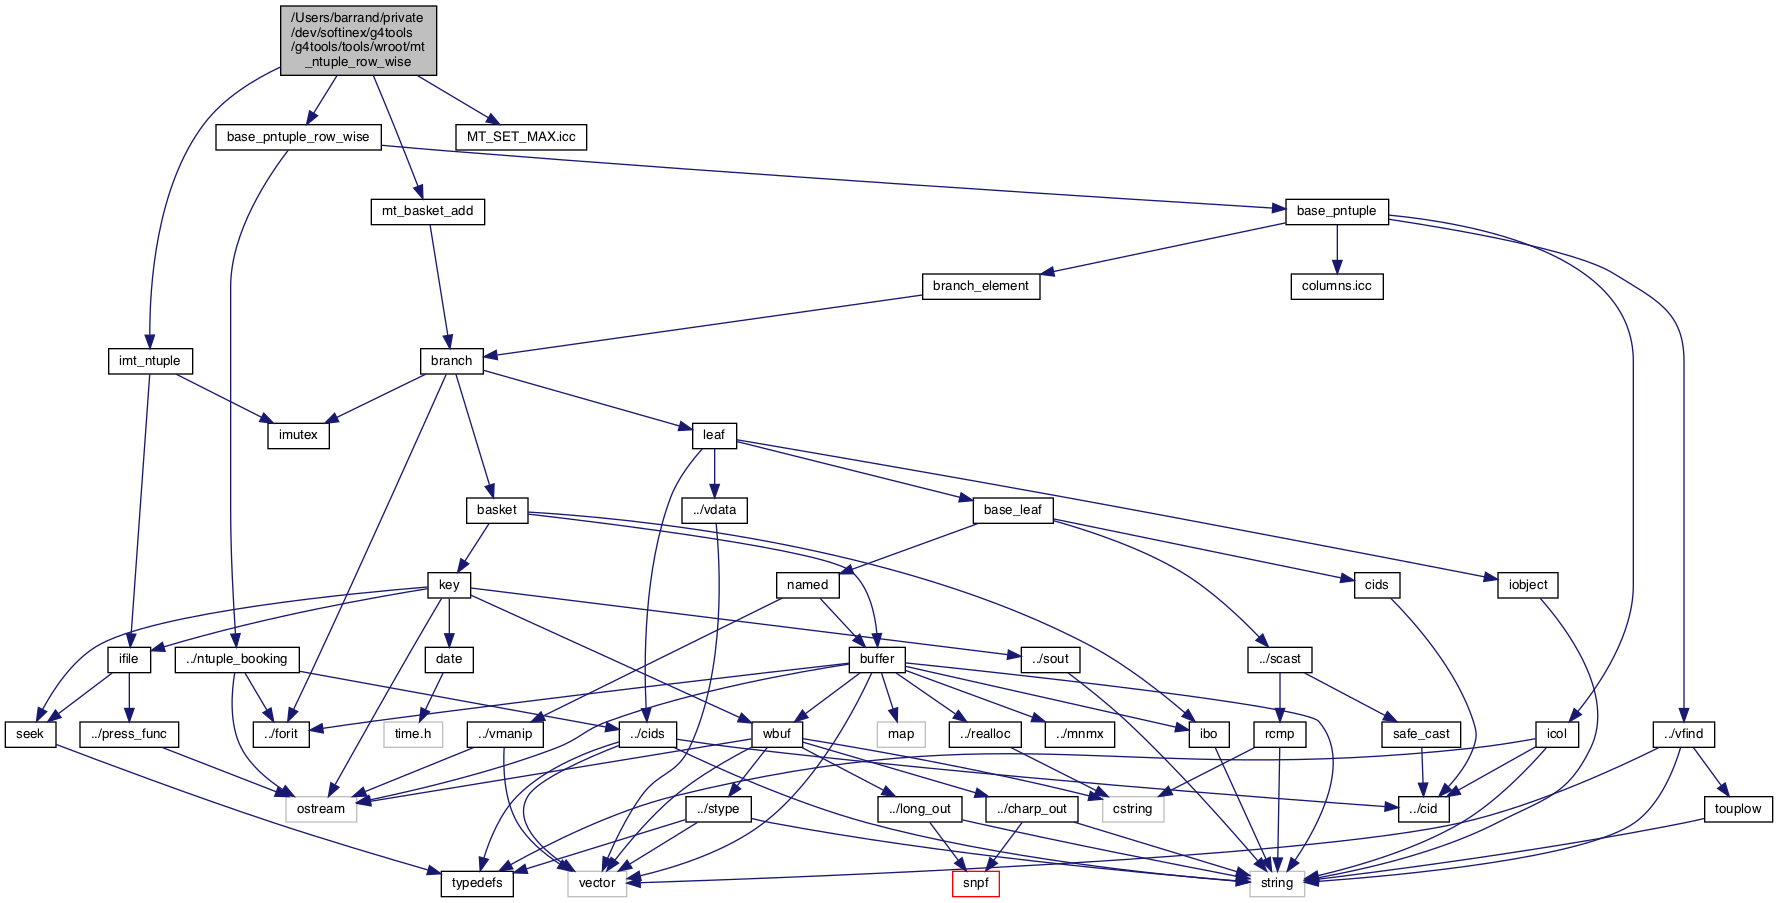 /Users/barrand/private
/dev/softinex/g4tools
/g4tools/tools/wroot/mt
_ntuple_row_wise
base_pntuple_row_wise
MT_SET_MAX.icc
mt_basket_add
base_pntuple
branch_element
columns.icc
imt_ntuple
branch
imutex
leaf
basket
../vdata
base_leaf
key
named
cids
iobject
ifile
../ntuple_booking
date
buffer
../sout
../scast
seek
../press_func
../forit
time.h
../vmanip
../cids
wbuf
map
../realloc
../mnmx
ibo
rcmp
safe_cast
icol
../vfind
ostream
../stype
../long_out
../charp_out
cstring
../cid
touplow
typedefs
vector
snpf
string